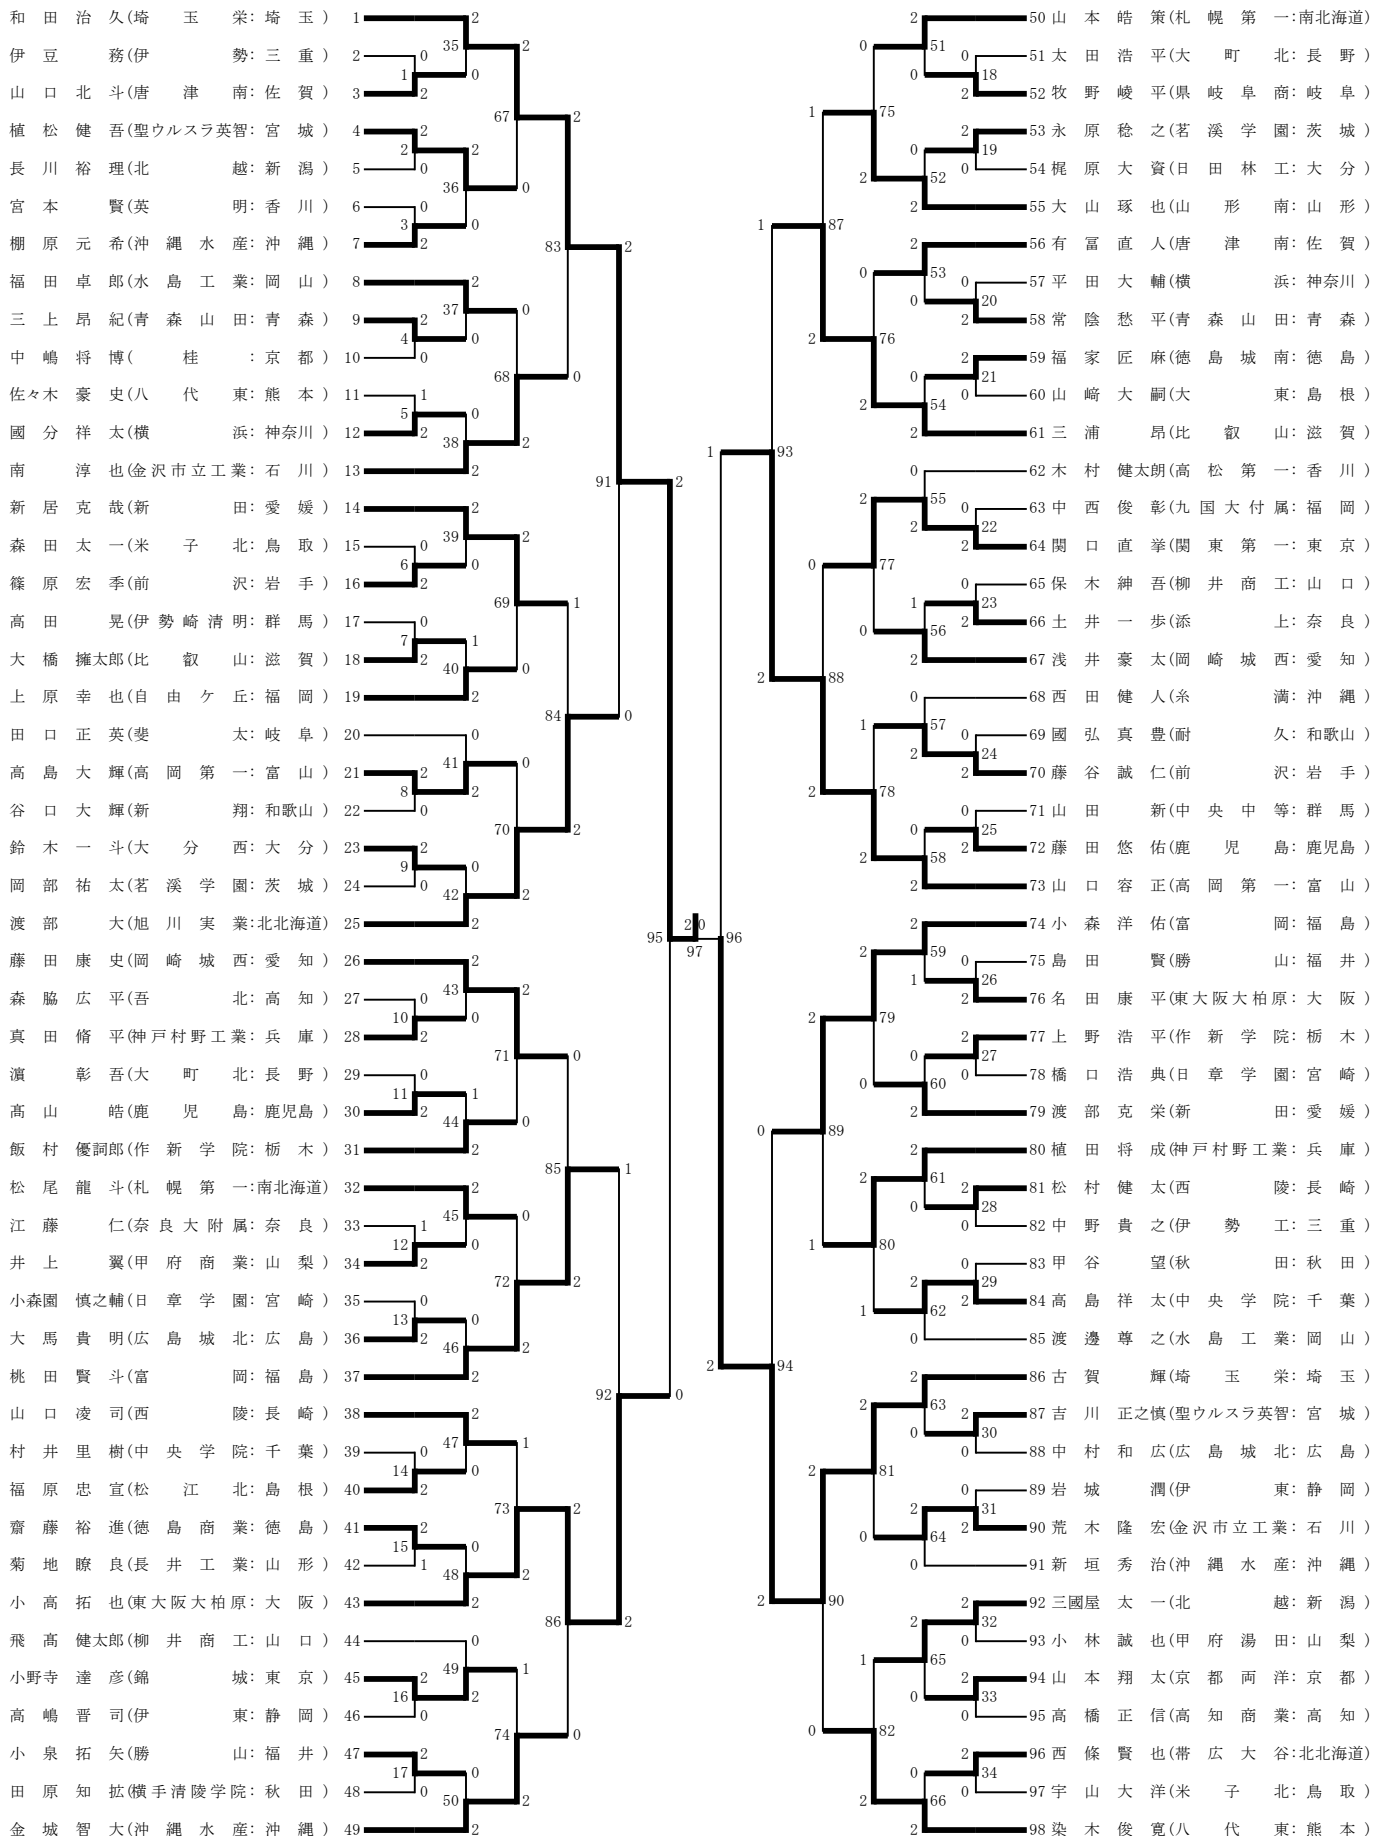 和田治久(埼玉栄:埼玉) 1
伊豆務(伊勢:三重) 2
山口北斗(唐津南:佐賀) 3
植松健吾(聖ウルスラ英智:宮城) 4
長川裕理(北越:新潟) 5
宮本賢(英明:香川) 6
棚原元希(沖縄水産:沖縄) 7
福田卓郎(水島工業:岡山) 8
三上昂紀(青森山田:青森) 9
中嶋将博(桂:京都) 10
佐々木豪史(八代東:熊本) 11
國分祥太(横浜:神奈川) 12
南淳也(金沢市立工業:石川) 13
新居克哉(新田:愛媛) 14
森田太一(米子北:鳥取) 15
篠原宏季(前沢:岩手) 16
高田晃(伊勢崎清明:群馬) 17
大橋擁太郎(比叡山:滋賀) 18
上原幸也(自由ケ丘:福岡) 19
田口正英(斐太:岐阜) 20
高島大輝(高岡第一:富山) 21
谷口大輝(新翔:和歌山) 22
鈴木一斗(大分西:大分) 23
岡部祐太(茗溪学園:茨城) 24
渡部大(旭川実業:北北海道) 25
藤田康史(岡崎城西:愛知) 26
森脇広平(吾北:高知) 27
真田脩平(神戸村野工業:兵庫) 28
濵彰吾(大町北:長野) 29
髙山皓(鹿児島:鹿児島) 30
飯村優詞郎(作新学院:栃木) 31
松尾龍斗(札幌第一:南北海道) 32
江藤仁(奈良大附属:奈良) 33
井上翼(甲府商業:山梨) 34
小森園慎之輔(日章学園:宮崎) 35
大馬貴明(広島城北:広島) 36
桃田賢斗(富岡:福島) 37
山口凌司(西陵:長崎) 38
村井里樹(中央学院:千葉) 39
福原忠宣(松江北:島根) 40
齋藤裕進(徳島商業:徳島) 41
菊地瞭良(長井工業:山形) 42
小高拓也(東大阪大柏原:大阪) 43
飛髙健太郎(柳井商工:山口) 44
小野寺達彦(錦城:東京) 45
高嶋晋司(伊東:静岡) 46
小泉拓矢(勝山:福井) 47
田原知拡(横手清陵学院:秋田) 48
金城智大(沖縄水産:沖縄) 49
50 山本皓策(札幌第一:南北海道)
51 太田浩平(大町北:長野)
52 牧野崚平(県岐阜商:岐阜)
53 永原稔之(茗溪学園:茨城)
54 梶原大資(日田林工:大分)
55 大山琢也(山形南:山形)
56 有冨直人(唐津南:佐賀)
57 平田大輔(横浜:神奈川)
58 常陰愁平(青森山田:青森)
59 福家匠麻(徳島城南:徳島)
60 山﨑大嗣(大東:島根)
61 三浦昂(比叡山:滋賀)
62 木村健太朗(高松第一:香川)
63 中西俊彰(九国大付属:福岡)
64 関口直挙(関東第一:東京)
65 保木紳吾(柳井商工:山口)
66 土井一歩(添上:奈良)
67 浅井豪太(岡崎城西:愛知)
68 西田健人(糸満:沖縄)
69 國弘真豊(耐久:和歌山)
70 藤谷誠仁(前沢:岩手)
71 山田新(中央中等:群馬)
72 藤田悠佑(鹿児島:鹿児島)
73 山口容正(高岡第一:富山)
74 小森洋佑(富岡:福島)
75 島田賢(勝山:福井)
76 名田康平(東大阪大柏原:大阪)
77 上野浩平(作新学院:栃木)
78 橋口浩典(日章学園:宮崎)
79 渡部克栄(新田:愛媛)
80 植田将成(神戸村野工業:兵庫)
81 松村健太(西陵:長崎)
82 中野貴之(伊勢工:三重)
83 甲谷望(秋田:秋田)
84 高島祥太(中央学院:千葉)
85 渡邊尊之(水島工業:岡山)
86 古賀輝(埼玉栄:埼玉)
87 吉川正之慎(聖ウルスラ英智:宮城)
88 中村和広(広島城北:広島)
89 岩城潤(伊東:静岡)
90 荒木隆宏(金沢市立工業:石川)
91 新垣秀治(沖縄水産:沖縄)
92 三國屋太一(北越:新潟)
93 小林誠也(甲府湯田:山梨)
94 山本翔太(京都両洋:京都)
95 高橋正信(高知商業:高知)
96 西條賢也(帯広大谷:北北海道)
97 宇山大洋(米子北:鳥取)
98 染木俊寛(八代東:熊本)